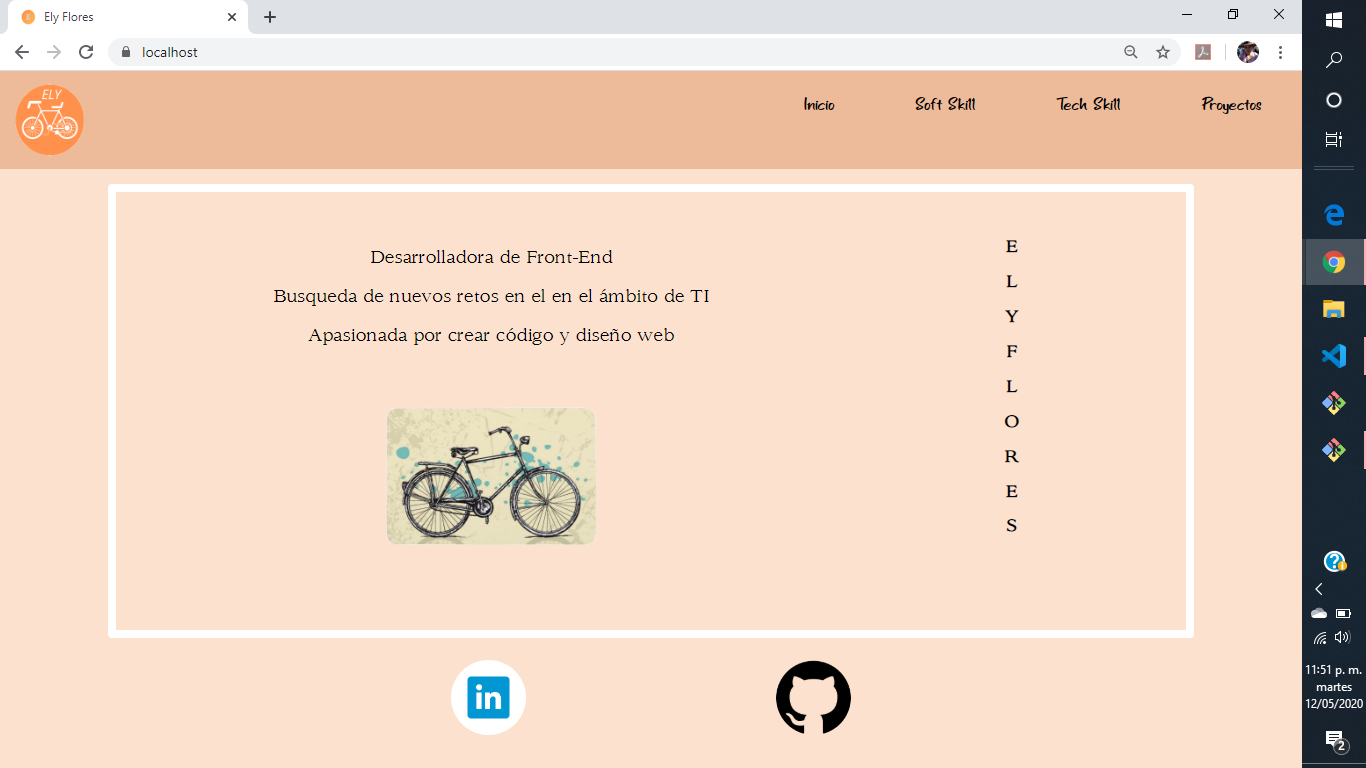 Ely Flores
localhost
ELY
Inicio
Soft Skill
Tech Skill
Proyectos
Desarrolladora de Front-End
Busqueda de nuevos retos en el en el ámbito de TI
Apasionada por crear código y diseño web
E
L
Y
F
L
O
R
E
S
in
11:51 p. m.
martes
12/05/2020
2